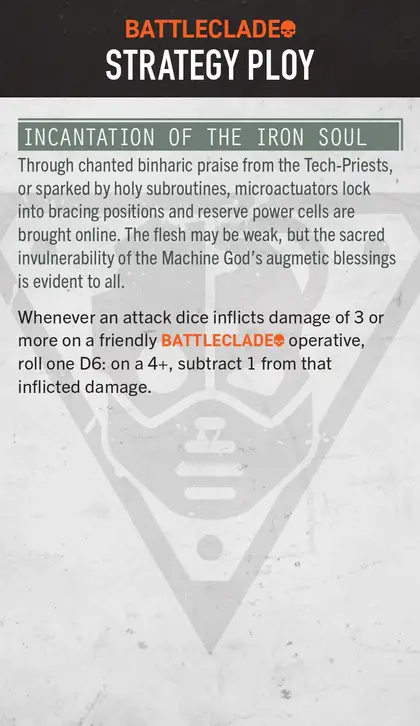 BATTLECLADE
STRATEGY PLOY
INCANTATION OF THE IRON SOUL
Through chanted binharic praise from the Tech-Priests,
or sparked by holy subroutines, microactuators lock
into bracing positions and reserve power cells are
brought online. The flesh may be weak, but the sacred
invulnerability of the Machine God’s augmetic blessings
is evident to all.
Whenever an attack dice inflicts damage of 3 or
more on a friendly BATTLECLADE operative,
roll one D6: on a 4+, subtract 1 from that
inflicted damage.